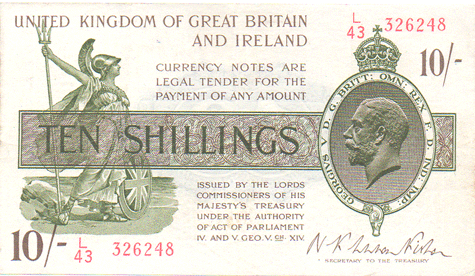 UNITED KINGDOM OF GREAT BRITAIN
AND IRELAND
L/43 326248
10/-
CURRENCY NOTES ARE
LEGAL TENDER FOR THE
PAYMENT OF ANY AMOUNT
TEN SHILLINGS
GEORGIVS V D. G. BRITT: OMN: REX F. D. IND: IMP:
ISSUED BY THE LORDS
COMMISSIONERS OF HIS
MAJESTY'S TREASURY
UNDER THE AUTHORITY
OF ACT OF PARLIAMENT
IV. AND V. GEO. V. CH. XIV.
10/-
L/43 326248
SECRETARY TO THE TREASURY